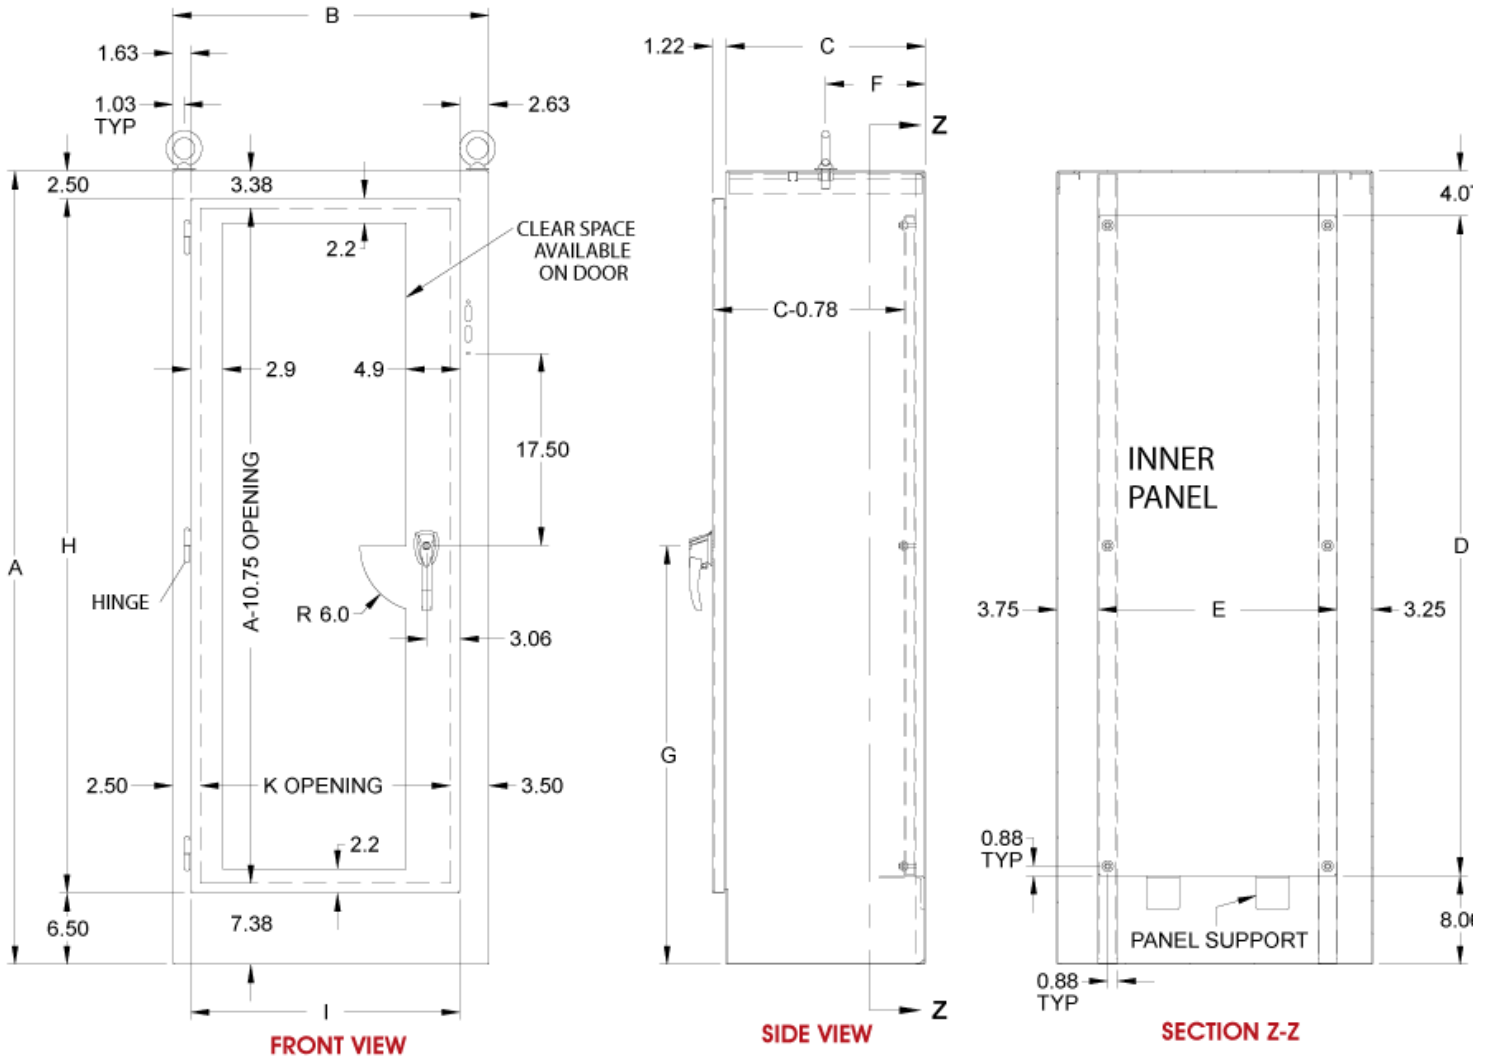 B
1.63
1.03
TYP
2.63
2.50
3.38
2.2
CLEAR SPACE
AVAILABLE
ON DOOR
2.9
4.9
17.50
A-10.75 OPENING
H
A
HINGE
R 6.0
3.06
2.50
K OPENING
3.50
2.2
6.50
7.38
I
FRONT VIEW
1.22
C
F
Z
C-0.78
G
Z
SIDE VIEW
INNER
PANEL
D
3.75
E
3.25
0.88
TYP
PANEL SUPPORT
0.88
TYP
SECTION Z-Z